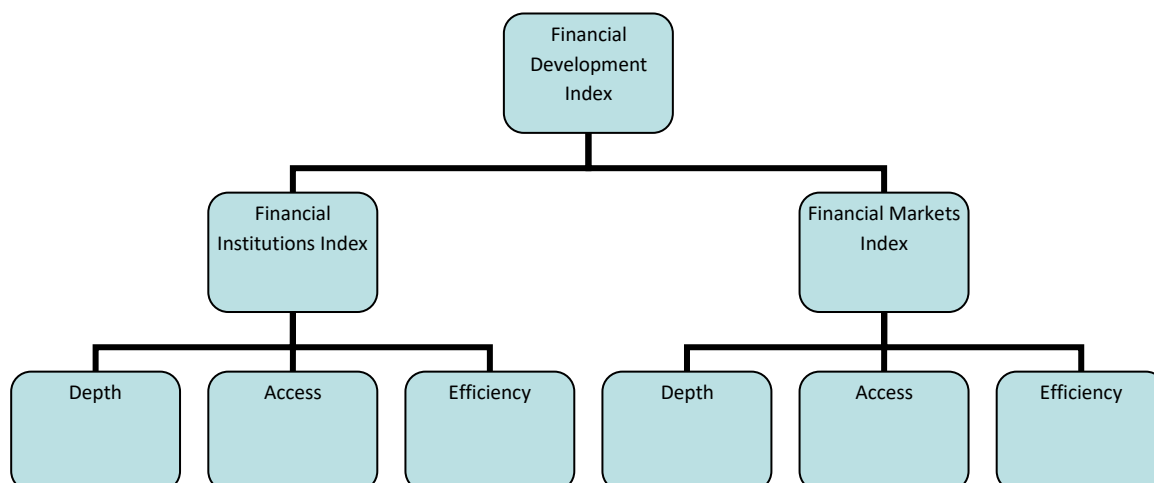 Financial
Development
Index
Financial
Institutions Index
Financial Markets
Index
Depth
Access
Efficiency
Depth
Access
Efficiency